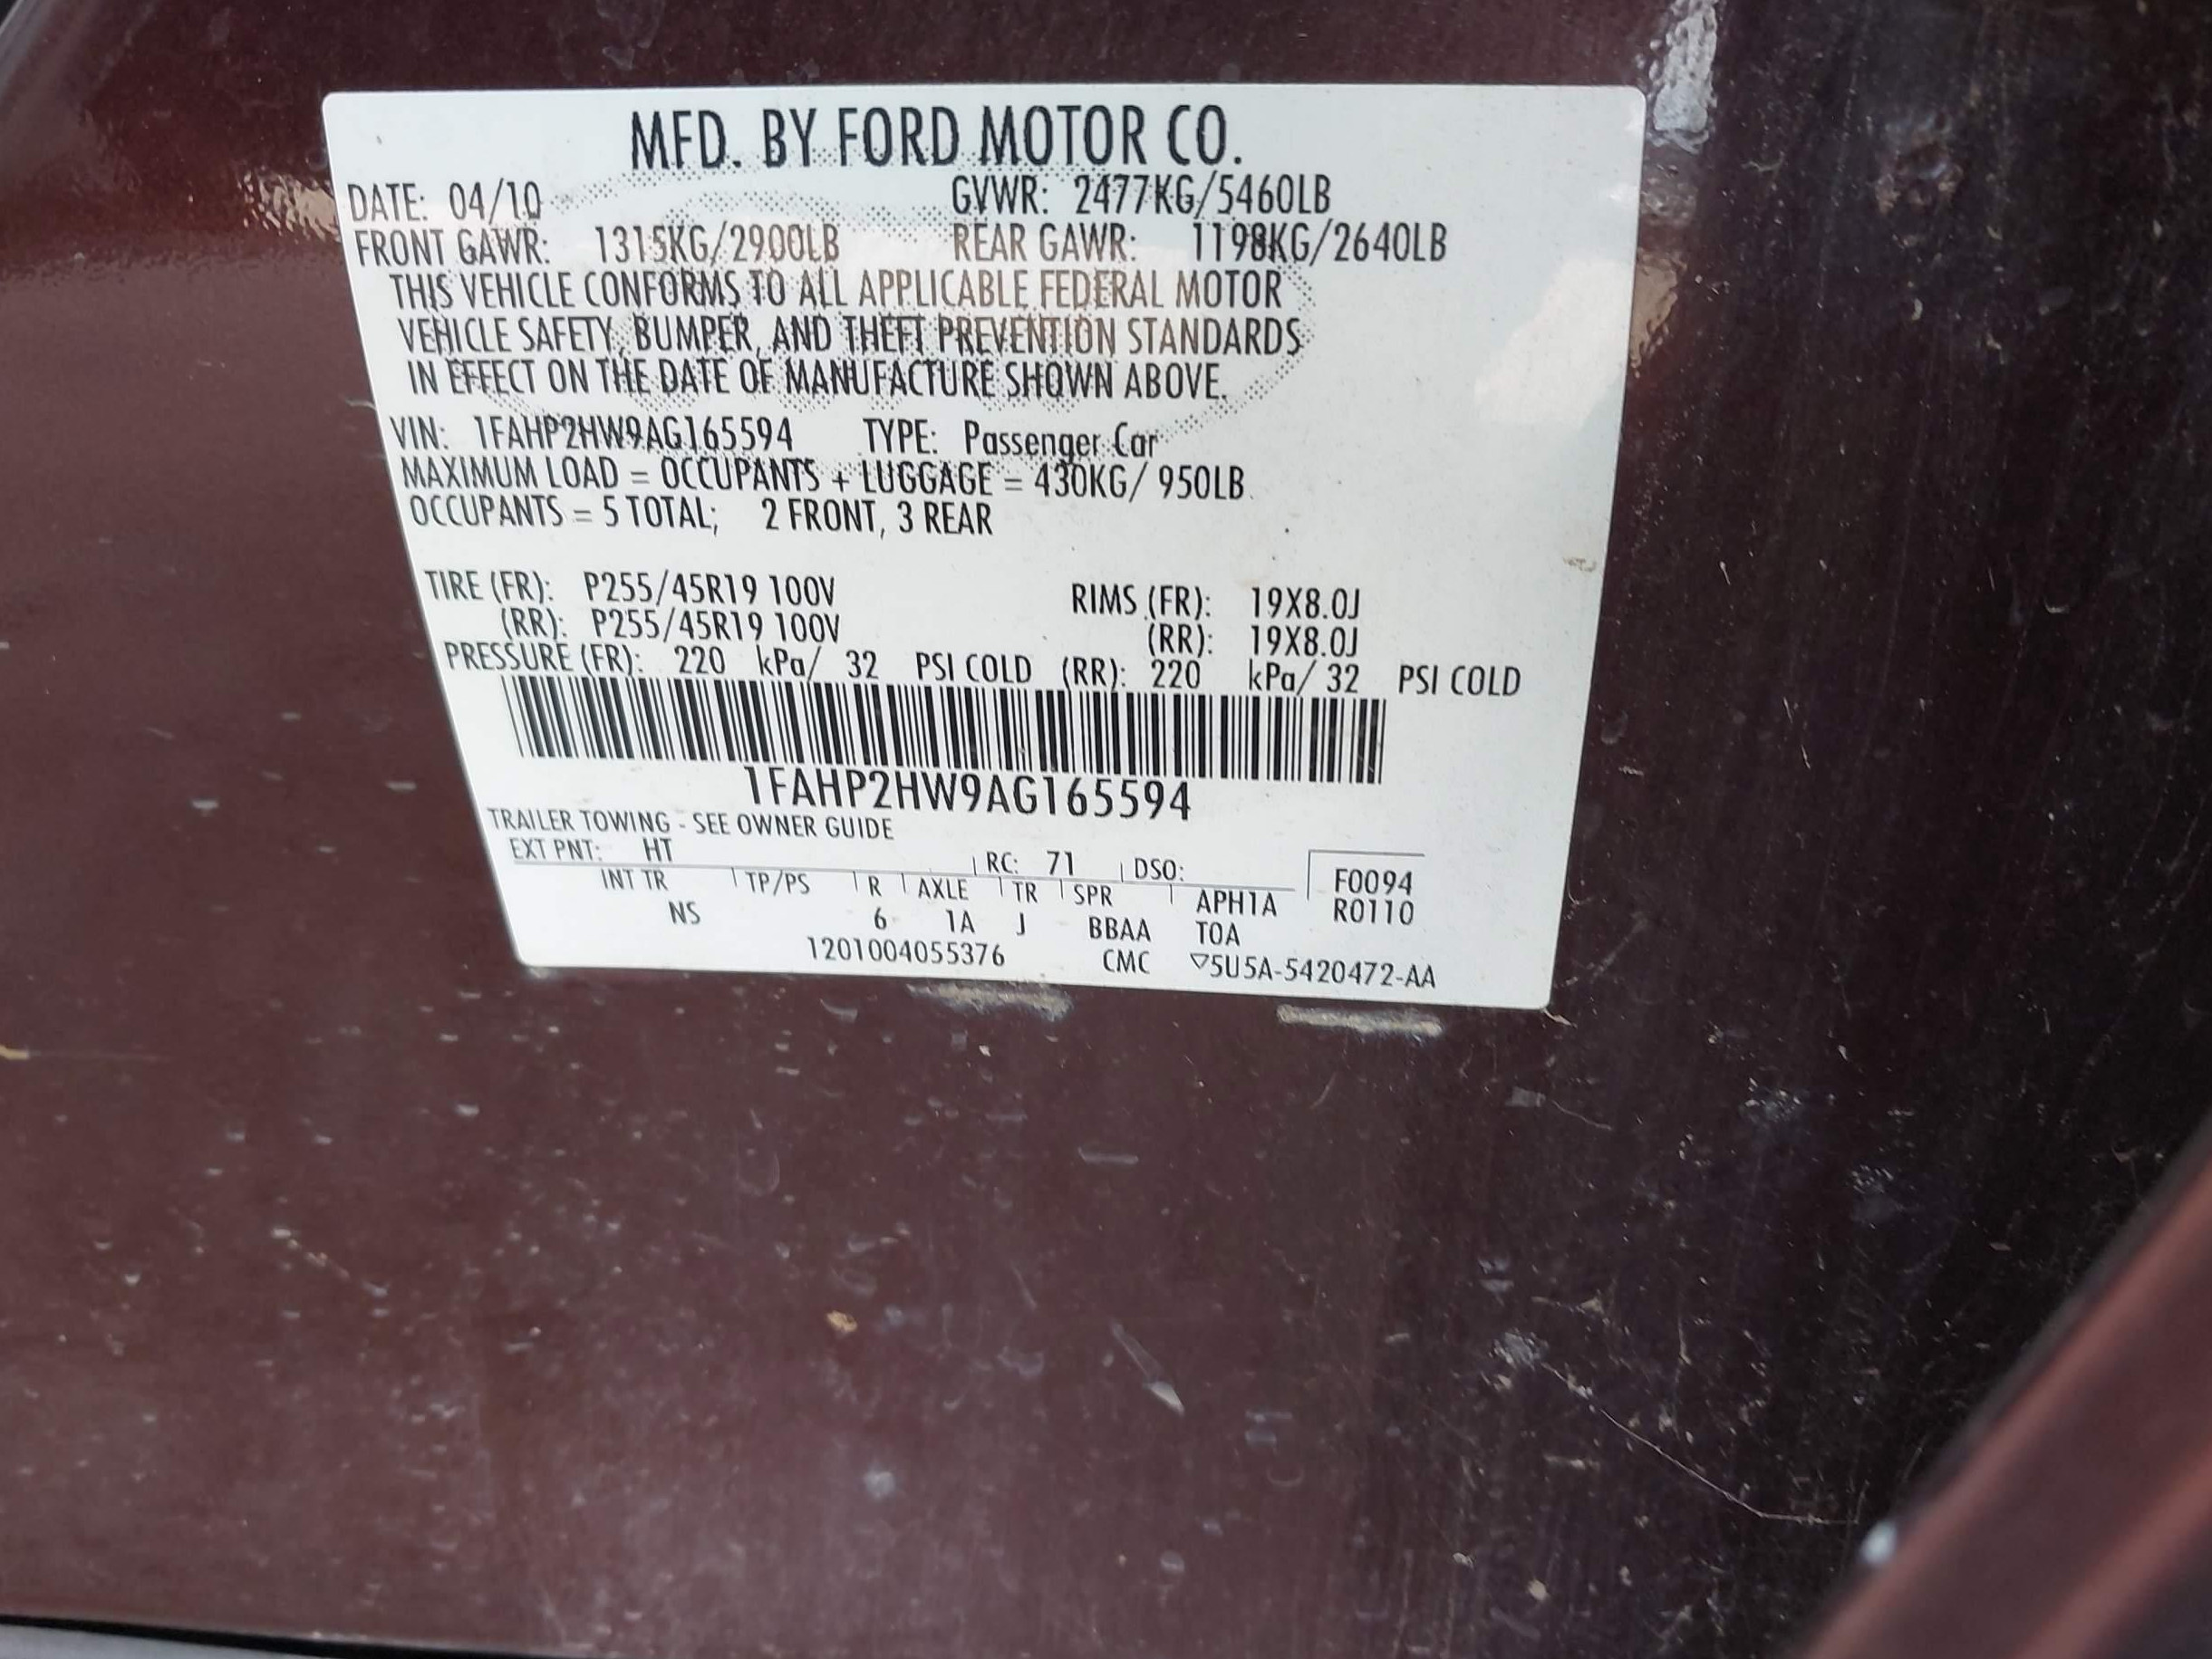 MFD. BY FORD MOTOR CO.
DATE: 04/10 GVWR: 2477KG/5460LB
FRONT GAWR: 1315KG/2900LB REAR GAWR: 1198KG/2640LB
THIS VEHICLE CONFORMS TO ALL APPLICABLE FEDERAL MOTOR
VEHICLE SAFETY, BUMPER, AND THEFT PREVENTION STANDARDS
IN EFFECT ON THE DATE OF MANUFACTURE SHOWN ABOVE.
VIN: 1FAHP2HW9AG165594 TYPE: Passenger Car
MAXIMUM LOAD = OCCUPANTS + LUGGAGE = 430KG/ 950LB
OCCUPANTS = 5 TOTAL; 2 FRONT, 3 REAR
TIRE (FR): P255/45R19 100V RIMS (FR): 19X8.0J
(RR): P255/45R19 100V (RR): 19X8.0J
PRESSURE (FR): 220 kPa/ 32 PSI COLD (RR): 220 kPa/ 32 PSI COLD
1FAHP2HW9AG165594
TRAILER TOWING - SEE OWNER GUIDE
EXT PNT: HT RC: 71 DSO: F0094
INT TR TP/PS R AXLE TR SPR APH1A R0110
NS 6 1A J BBAA TOA
1201004055376 CMC ▽5U5A-5420472-AA